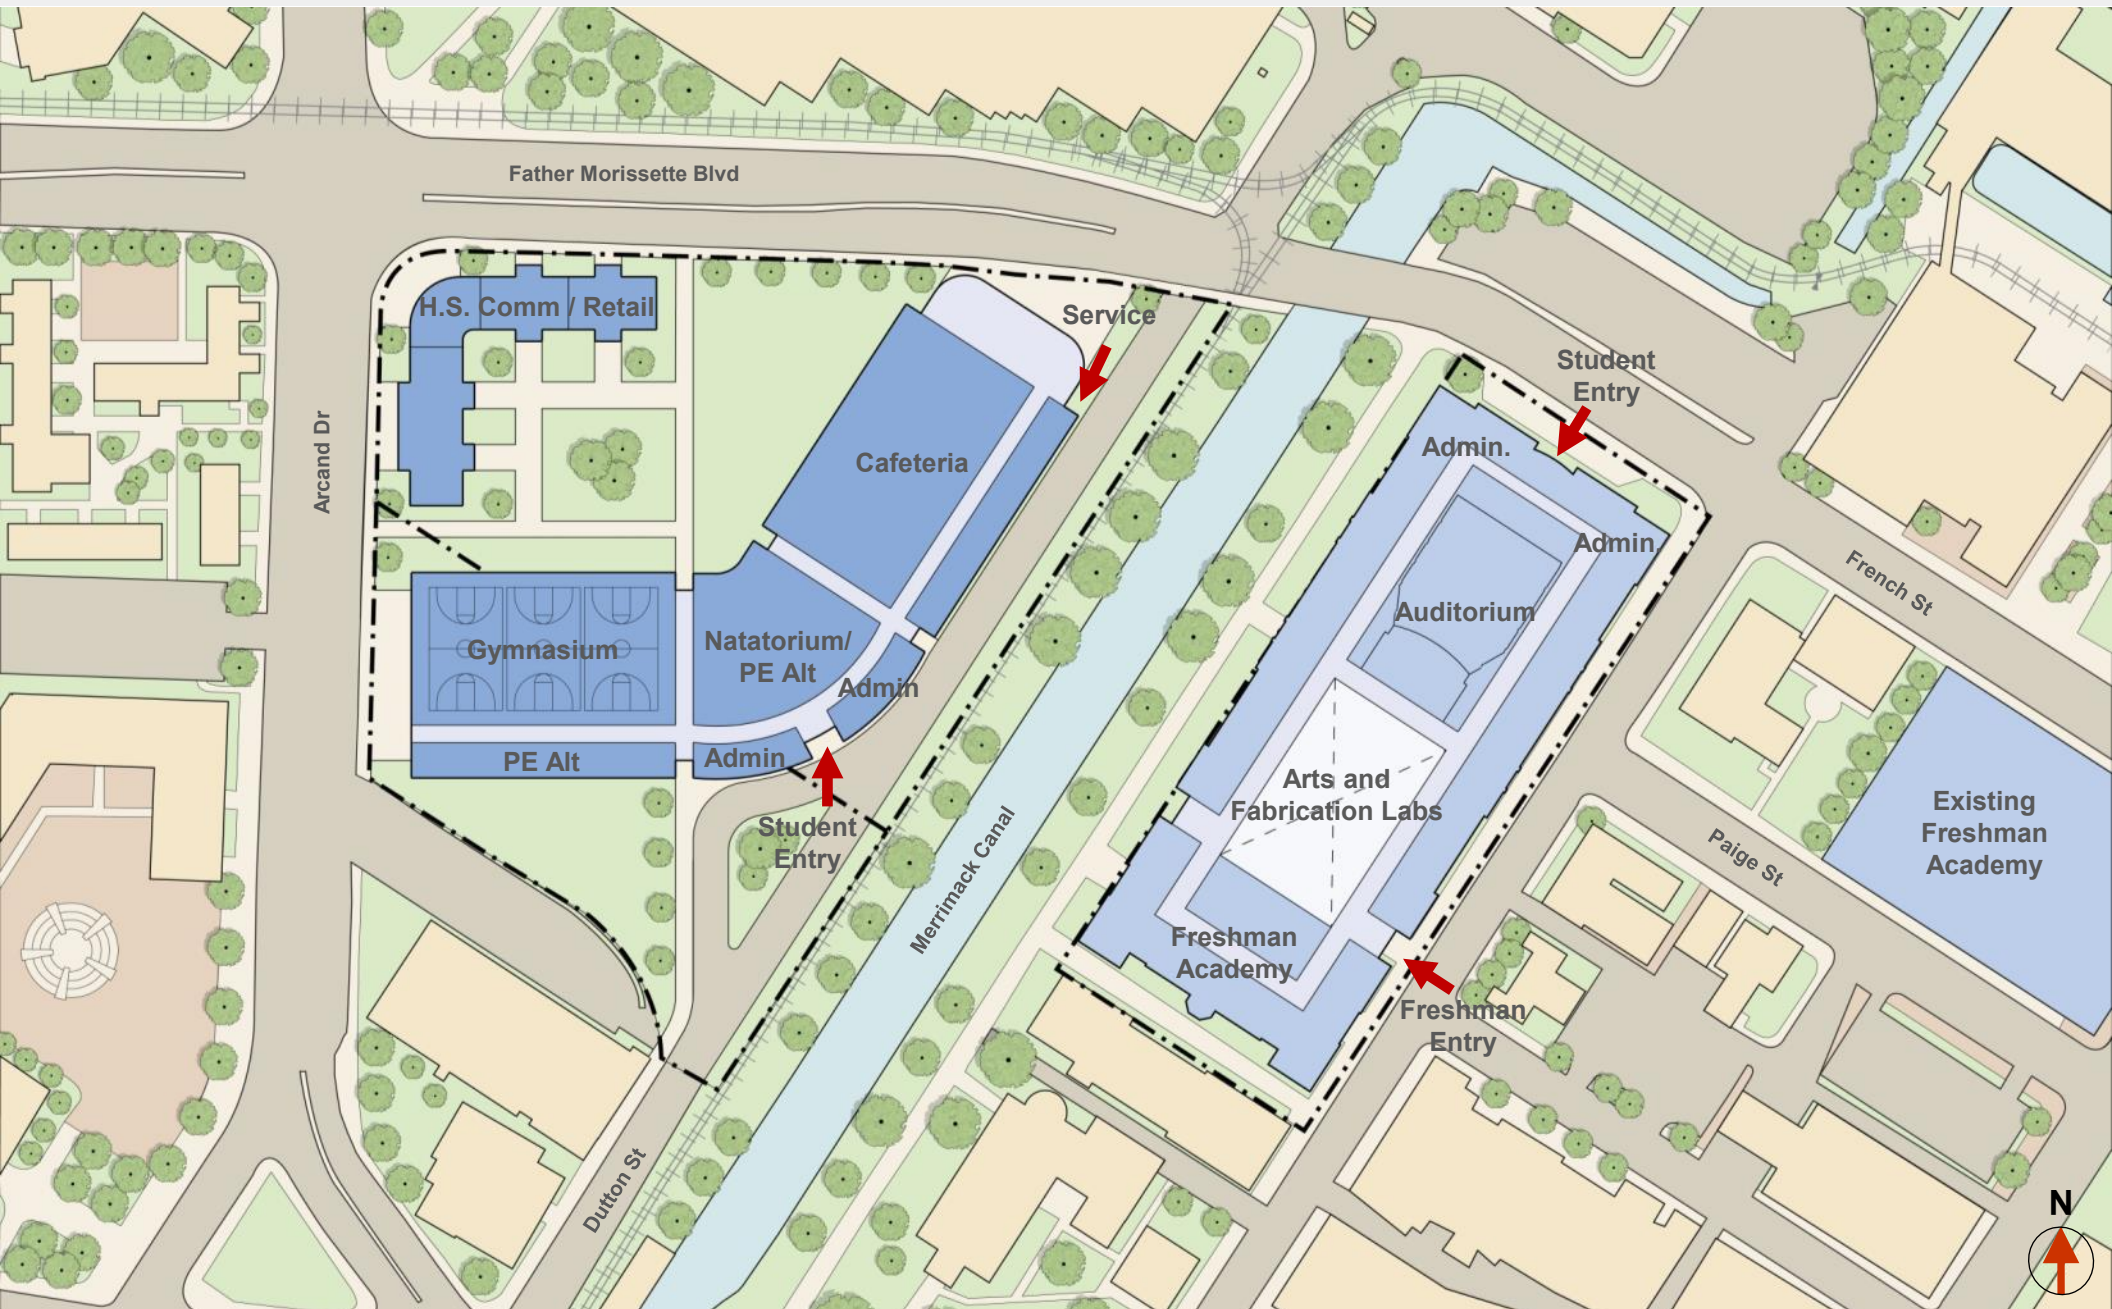 Father Morissette Blvd
H.S. Comm / Retail
Service
Student
Entry
Arcand Dr
Cafeteria
Admin.
Admin.
French St
Auditorium
Gymnasium
Natatorium/
PE Alt
Admin
PE Alt
Admin
Student
Entry
Merrimack Canal
Arts and
Fabrication Labs
Existing
Freshman
Academy
Paige St
Freshman
Academy
Freshman
Entry
Dutton St
N